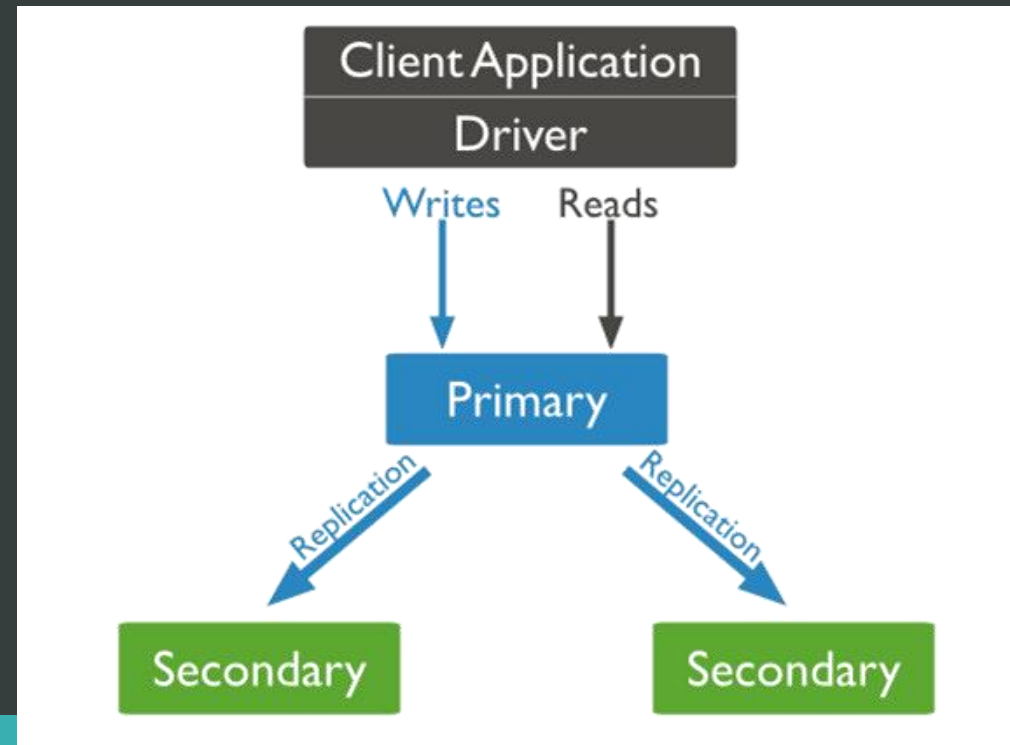 Client Application
Driver
Writes Reads
Primary
Replication Replication
Secondary Secondary